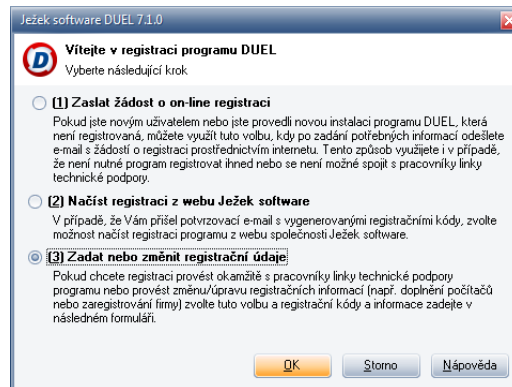 Ježek software DUEL 7.1.0
Vítejte v registraci programu DUEL
Vyberte následující krok
(1) Zaslat žádost o on-line registraci
Pokud jste novým uživatelem nebo jste provedli novou instalaci programu DUEL, která
není registrovaná, můžete využít tuto volbu, kdy po zadání potřebných informací odešlete
e-mail s žádostí o registraci prostřednictvím internetu. Tento způsob využijete i v případě,
že není nutné program registrovat ihned nebo se není možné spojit s pracovníky linky
technické podpory.
(2) Načíst registraci z webu Ježek software
V případě, že Vám přišel potvrzovací e-mail s vygenerovanými registračními kódy, zvolte
možnost načíst registraci programu z webu společnosti Ježek software.
(3) Zadat nebo změnit registrační údaje
Pokud chcete registraci provést okamžitě s pracovníky linky technické podpory
programu nebo provést změnu/úpravu registračních informací (např. doplnění počítačů
nebo zaregistrování firmy) zvolte tuto volbu a registrační kódy a informace zadejte v
následném formuláři.
OK Storno Nápověda